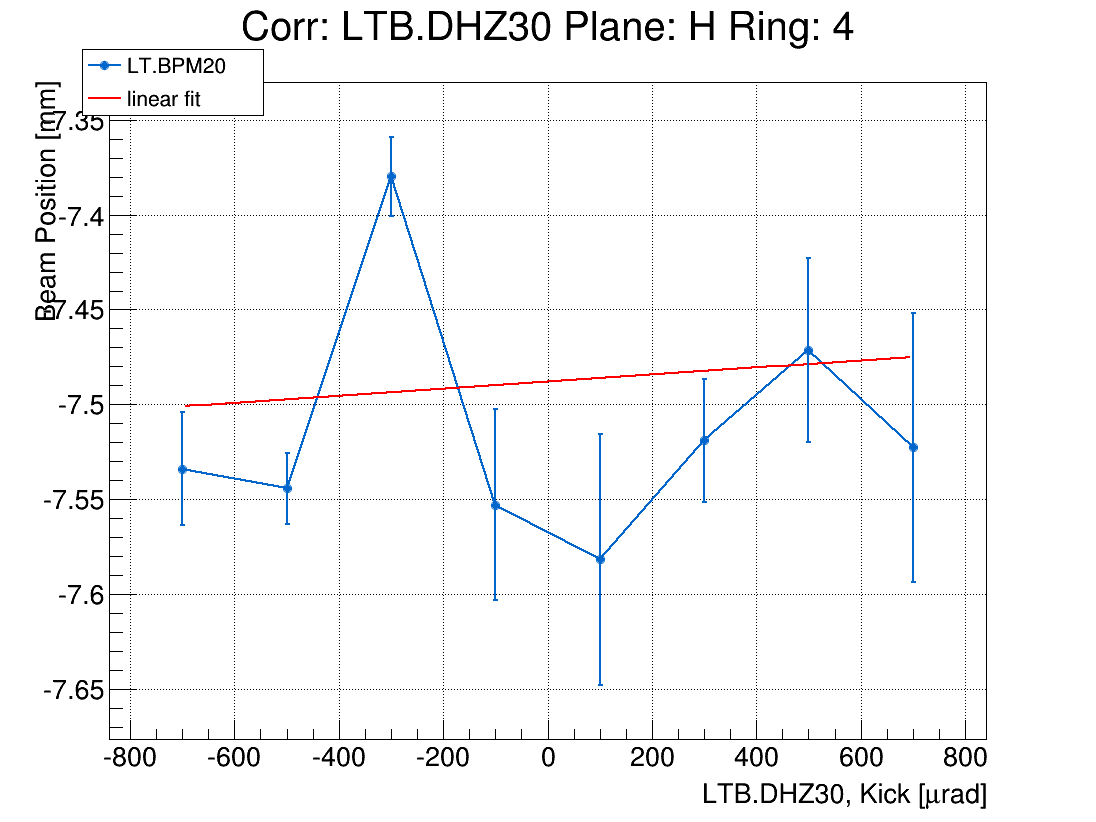 Corr: LTB.DHZ30 Plane: H Ring: 4
LT.BPM20
linear fit
Beam Position [mm]
-7.35
-7.4
-7.45
-7.5
-7.55
-7.6
-7.65
-800 -600 -400 -200 0 200 400 600 800
LTB.DHZ30, Kick [μrad]